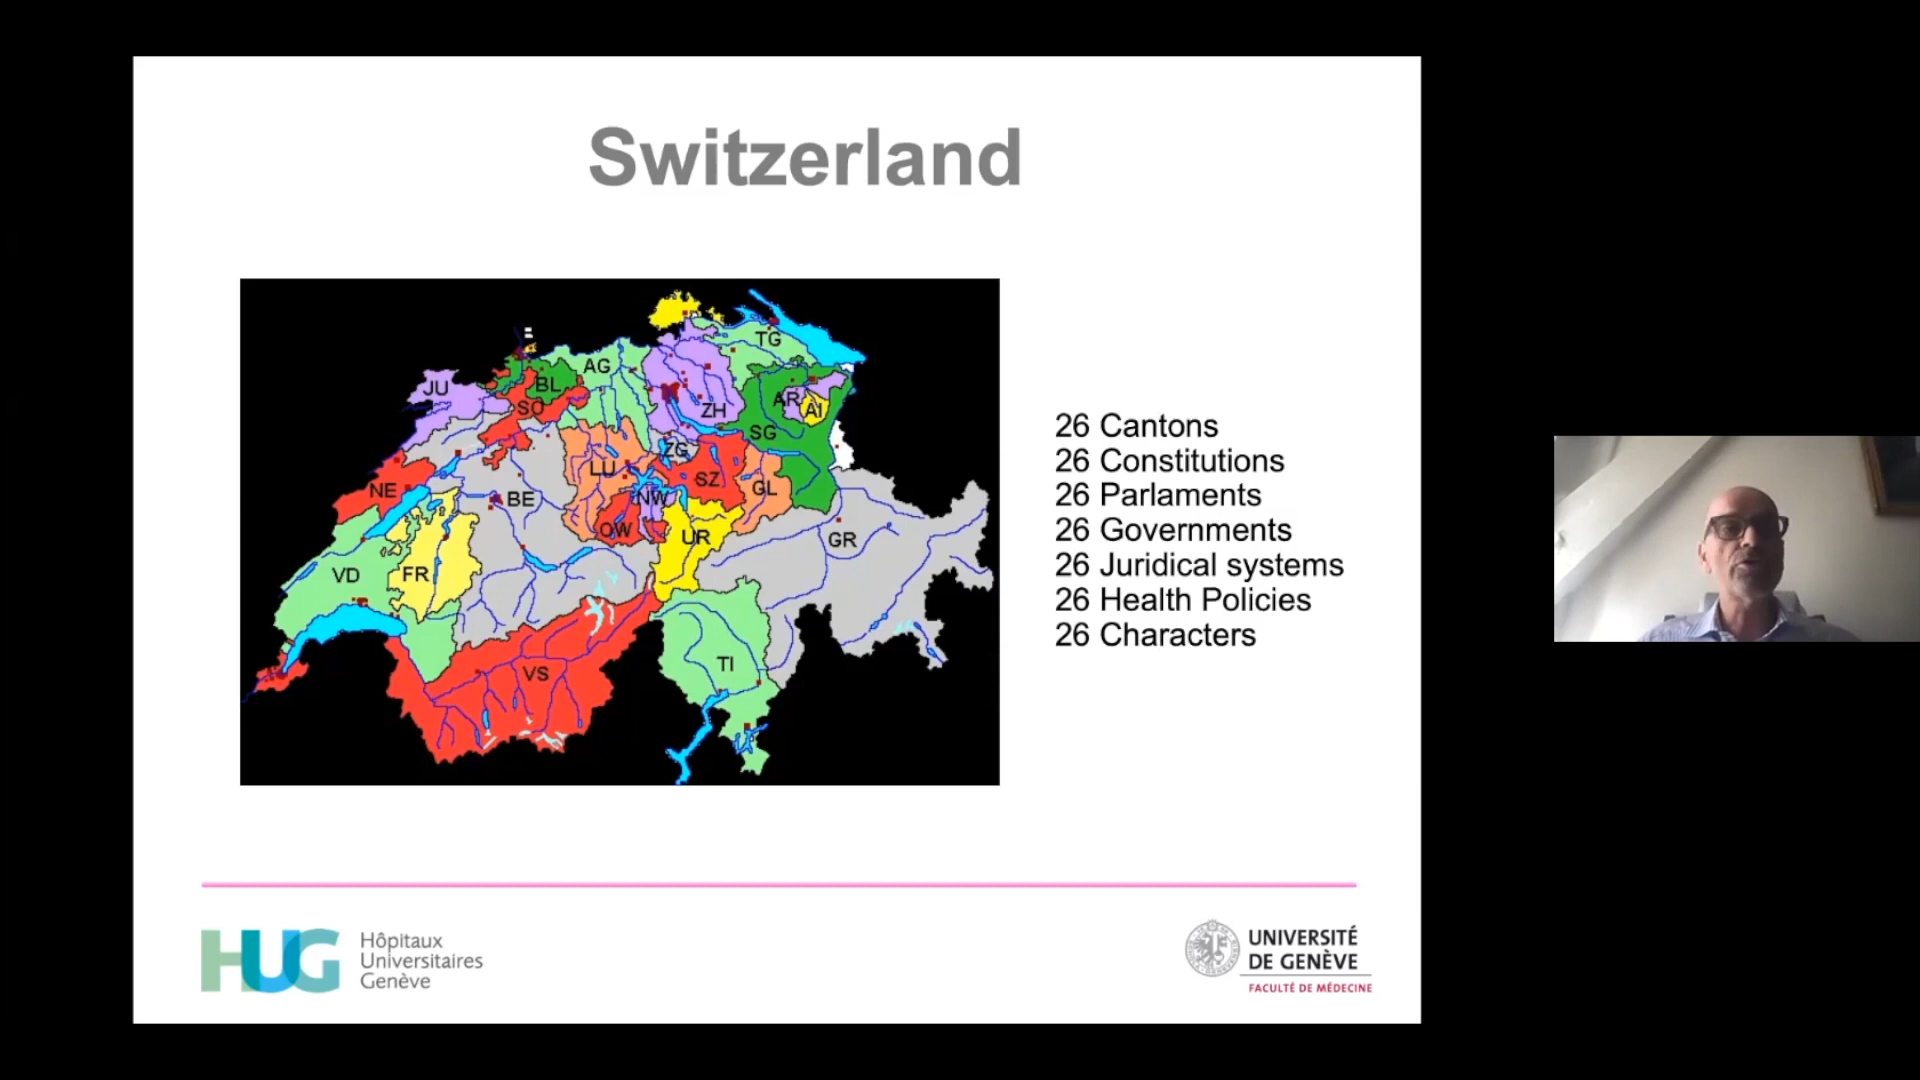 Switzerland
TG
AG
JU
BL
AR
SO
ZH
AI
SG
ZG
LU
SZ
NE
GL
BE
NW
OW
UR
GR
VD
FR
TI
VS
26 Cantons
26 Constitutions
26 Parlaments
26 Governments
26 Juridical systems
26 Health Policies
26 Characters
HUG
Hôpitaux
Universitaires
Genève
UNIVERSITÉ
DE GENÈVE
FACULTÉ DE MÉDECINE